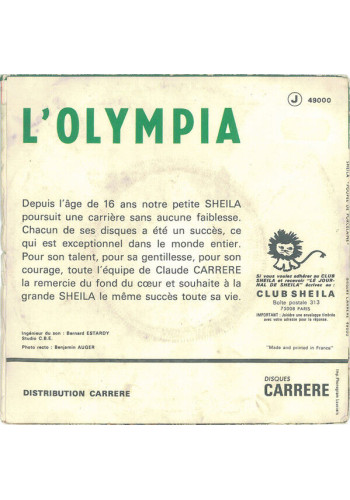 J 49000
L'OLYMPIA
Depuis l'âge de 16 ans notre petite SHEILA
poursuit une carrière sans aucune faiblesse.
Chacun de ses disques a été un succès, ce
qui est exceptionnel dans le monde entier.
Pour son talent, pour sa gentillesse, pour son
courage, toute l'équipe de Claude CARRERE
la remercie du fond du cœur et souhaite à la
grande SHEILA le même succès toute sa vie.
Si vous voulez adhérer au CLUB
SHEILA et recevoir "LE JOUR-
NAL DE SHEILA" écrivez au :
CLUB SHEILA
Boîte postale 313
75008 PARIS
IMPORTANT : Joindre une enveloppe timbrée
avec votre adresse pour la réponse.
Ingénieur du son : Bernard ESTARDY
Studio C.B.E.
Photo recto : Benjamin AUGER
"Made and printed in France"
DISTRIBUTION CARRERE
DISQUES
CARRERE